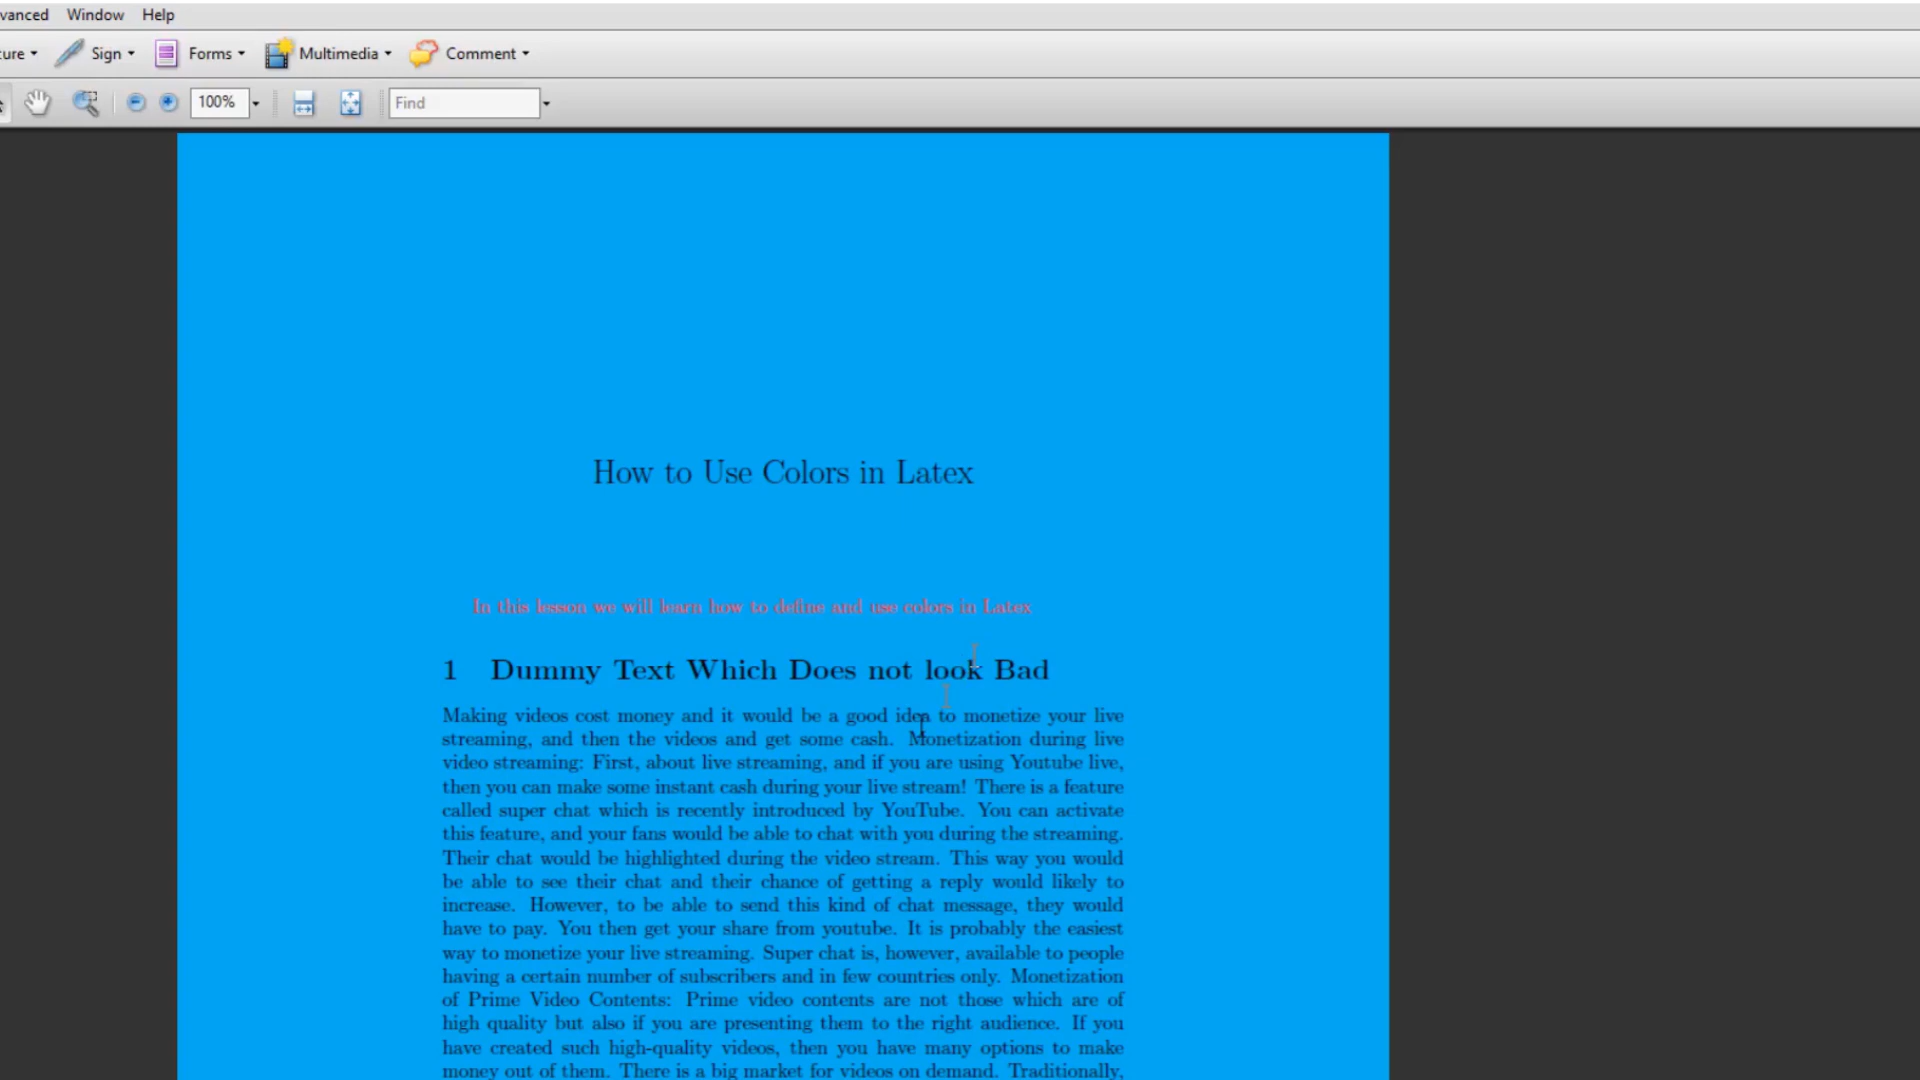 Window Help
Sign Forms Multimedia Comment
100% Find
How to Use Colors in Latex
In this lesson we will learn how to define and use colors in Latex
1 Dummy Text Which Does not look Bad
Making videos cost money and it would be a good idea to monetize your live
streaming, and then the videos and get some cash. Monetization during live
video streaming: First, about live streaming, and if you are using Youtube live,
then you can make some instant cash during your live stream! There is a feature
called super chat which is recently introduced by YouTube. You can activate
this feature, and your fans would be able to chat with you during the streaming.
Their chat would be highlighted during the video stream. This way you would
be able to see their chat and their chance of getting a reply would likely to
increase. However, to be able to send this kind of chat message, they would
have to pay. You then get your share from youtube. It is probably the easiest
way to monetize your live streaming. Super chat is, however, available to people
having a certain number of subscribers and in few countries only. Monetization
of Prime Video Contents: Prime video contents are not those which are of
high quality but also if you are presenting them to the right audience. If you
have created such high-quality videos, then you have many options to make
money out of them. There is a big market for videos on demand. Traditionally,